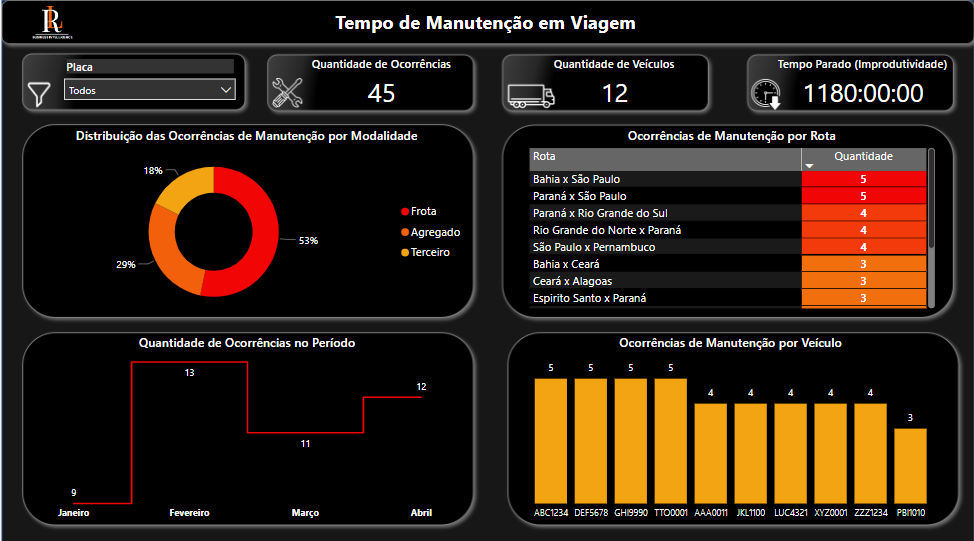 RL
BUSINESS INTELLIGENCE
Tempo de Manutenção em Viagem
Placa
Todos
Quantidade de Ocorrências
45
Quantidade de Veículos
12
Tempo Parado (Improdutividade)
1180:00:00
Distribuição das Ocorrências de Manutenção por Modalidade
18%
53%
29%
Frota
Agregado
Terceiro
Ocorrências de Manutenção por Rota
Rota Quantidade
Bahia x São Paulo 5
Paraná x São Paulo 5
Paraná x Rio Grande do Sul 4
Rio Grande do Norte x Paraná 4
São Paulo x Pernambuco 4
Bahia x Ceará 3
Ceará x Alagoas 3
Espirito Santo x Paraná 3
Quantidade de Ocorrências no Período
9 13 11 12
Janeiro Fevereiro Março Abril
Ocorrências de Manutenção por Veículo
5 5 5 5 4 4 4 4 4 3
ABC1234 DEF5678 GHI9990 TTO0001 AAA0011 JKL1100 LUC4321 XYZ0001 ZZZ1234 PBI1010